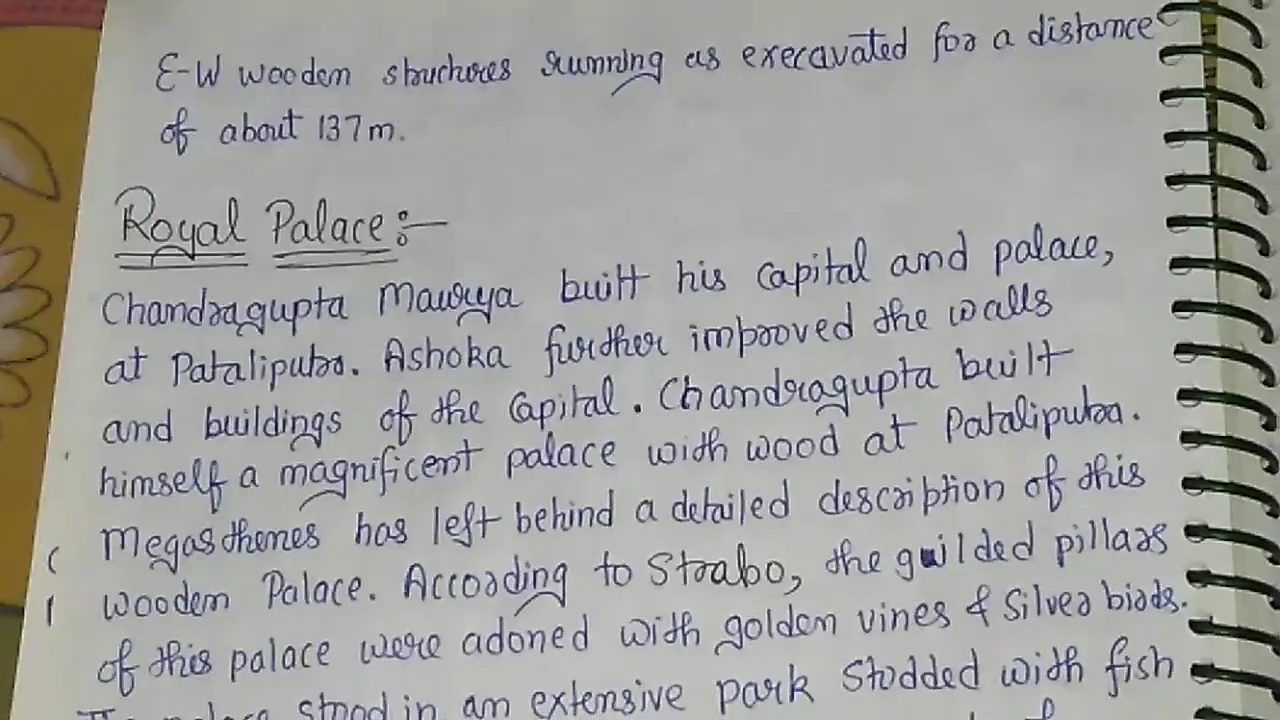 E-W wooden structures running as execavated for a distance
of about 137m.
Royal Palace:-
Chandragupta Maurya built his capital and palace,
at Pataliputra. Ashoka further improved the walls
and buildings of the Capital. Chandragupta built
himself a magnificent palace with wood at Pataliputra.
Megasthenes has left behind a detailed description of this
wooden Palace. According to Strabo, the guilded pillars
of this palace were adoned with golden vines & Silver birds.
stood in an extensive park Stodded with fish